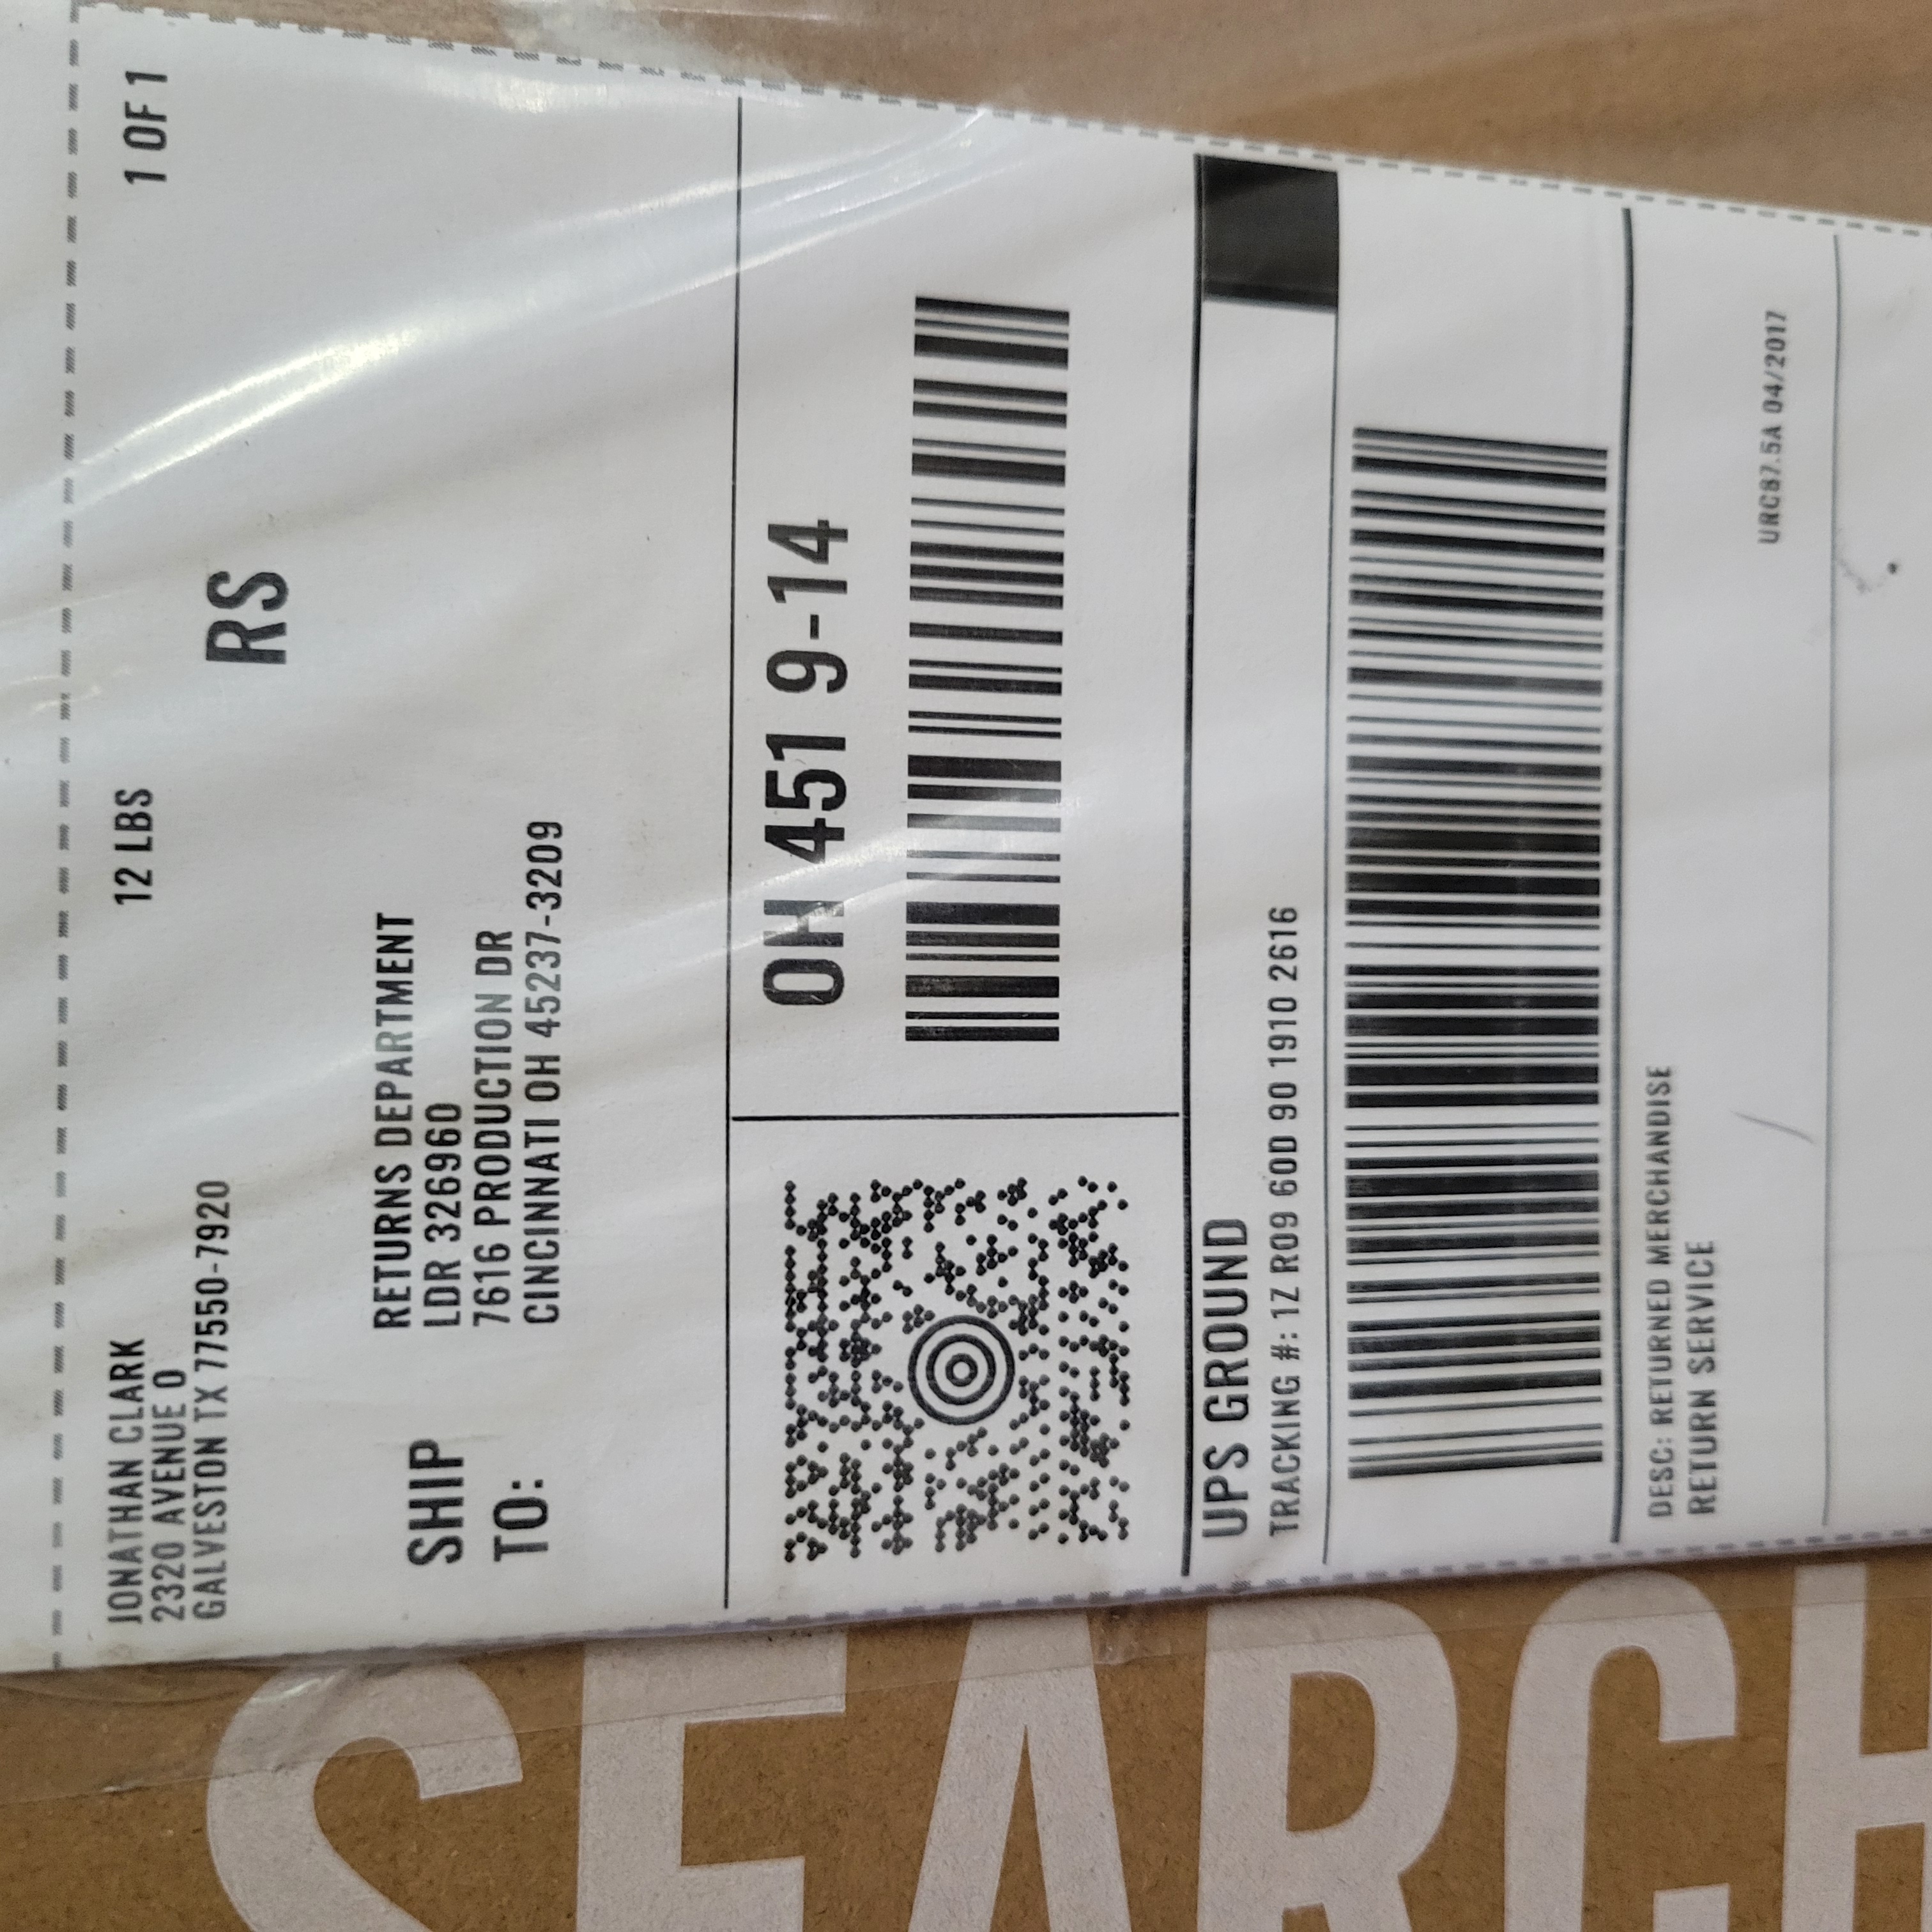 JONATHAN CLARK
2320 AVENUE O
GALVESTON TX 77550-7920
12 LBS
1 OF 1
RS
SHIP
TO:
RETURNS DEPARTMENT
LDR 326960
7616 PRODUCTION DR
CINCINNATI OH 45237-3209
OH 451 9-14
UPS GROUND
TRACKING #: 1Z R09 60D 90 1910 2616
DESC: RETURNED MERCHANDISE
RETURN SERVICE
URC87.5A 04/2017
SEARCH